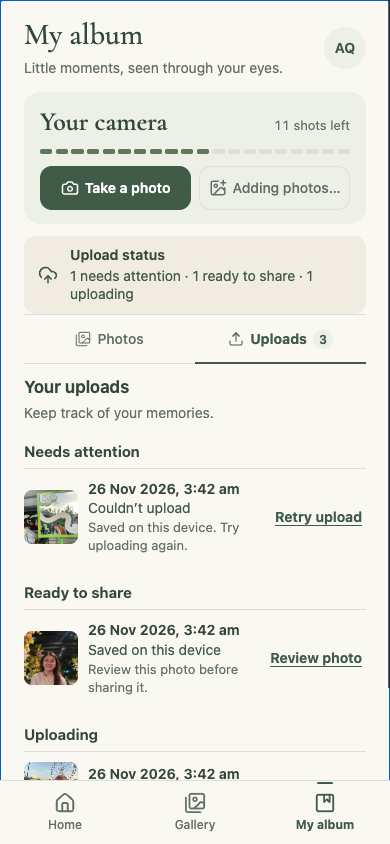 My album
AQ
Little moments, seen through your eyes.
Your camera
11 shots left
Take a photo
Adding photos...
Upload status
1 needs attention · 1 ready to share · 1
uploading
Photos
Uploads 3
Your uploads
Keep track of your memories.
Needs attention
26 Nov 2026, 3:42 am
Couldn’t upload
Saved on this device. Try
uploading again.
Retry upload
Ready to share
26 Nov 2026, 3:42 am
Saved on this device
Review this photo before
sharing it.
Review photo
Uploading
26 Nov 2026, 3:42 am
Home
Gallery
My album